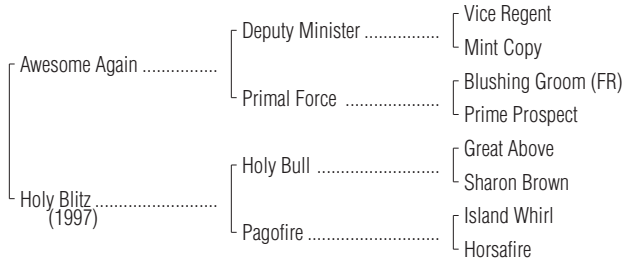 Vice Regent
Deputy Minister ................
Mint Copy
Awesome Again ................
Blushing Groom (FR)
Primal Force ....................
Prime Prospect
Great Above
Holy Bull ..........................
Sharon Brown
Holy Blitz ..........................
(1997)
Island Whirl
Pagofire ............................
Horsafire